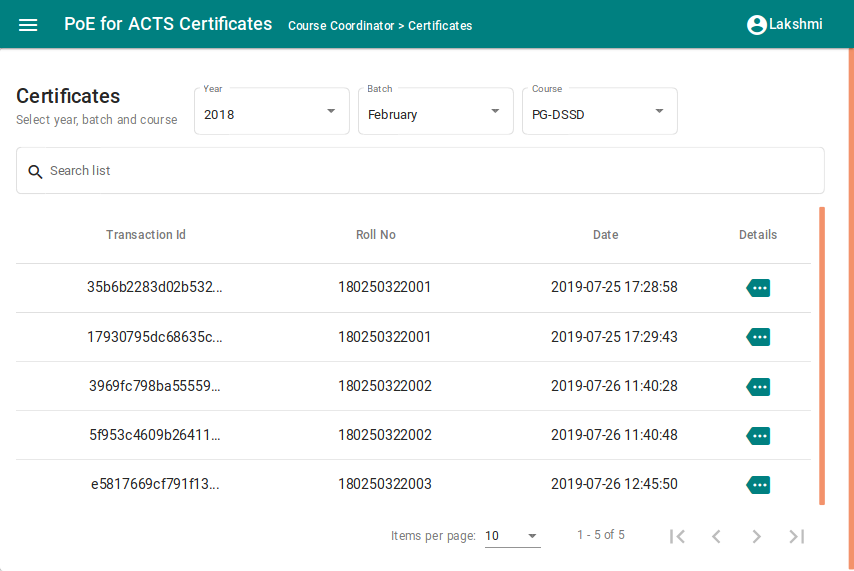 PoE for ACTS Certificates Course Coordinator > Certificates Lakshmi
Certificates
Select year, batch and course
Year
2018
Batch
February
Course
PG-DSSD
Search list
Transaction Id Roll No Date Details
35b6b2283d02b532... 180250322001 2019-07-25 17:28:58
17930795dc68635c... 180250322001 2019-07-25 17:29:43
3969fc798ba55559... 180250322002 2019-07-26 11:40:28
5f953c4609b26411... 180250322002 2019-07-26 11:40:48
e5817669cf791f13... 180250322003 2019-07-26 12:45:50
Items per page: 10 1 - 5 of 5